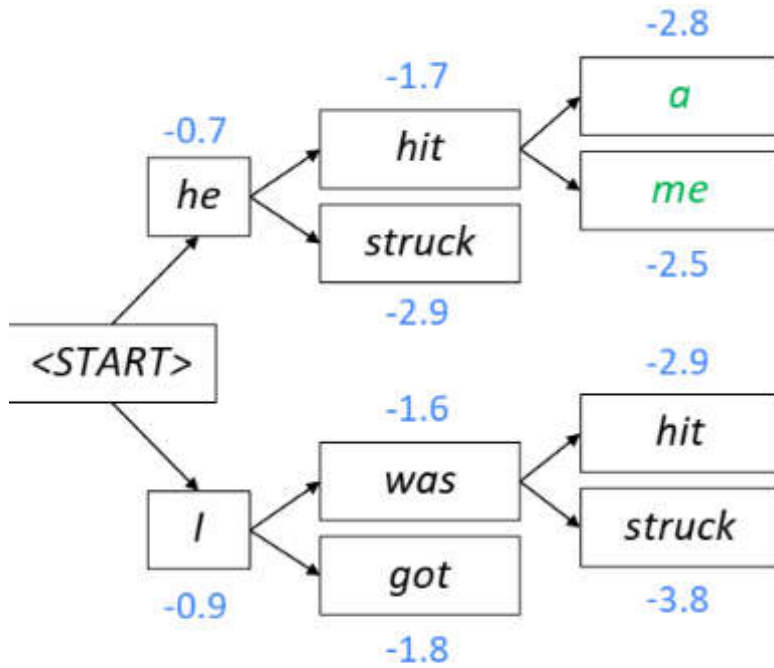 -2.8
-1.7
a
-0.7
hit
he
me
struck
-2.5
-2.9
<START>
-2.9
-1.6
hit
was
I
struck
got
-0.9
-3.8
-1.8